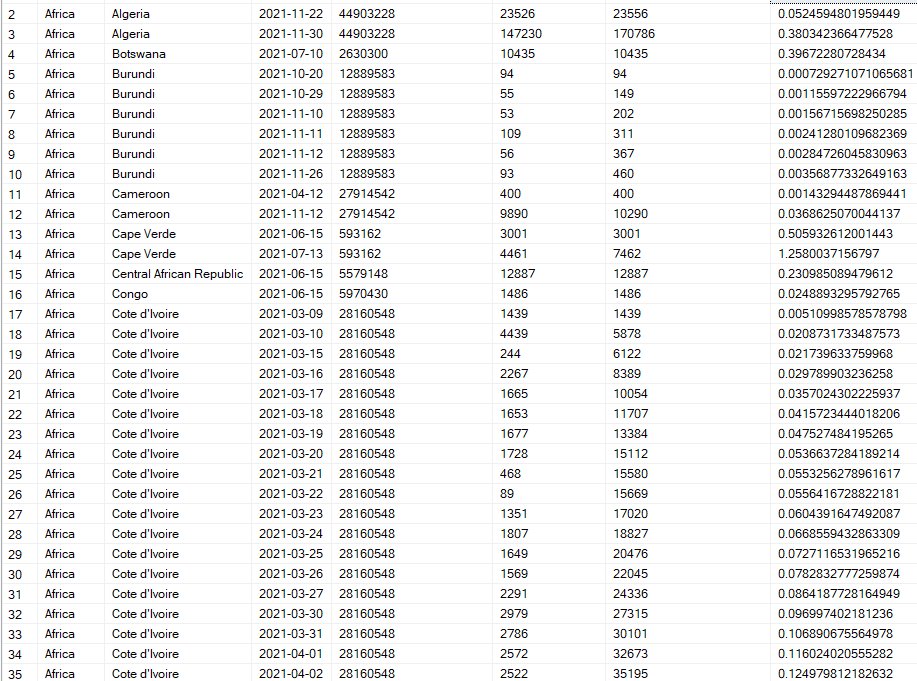 2 Africa Algeria 2021-11-22 44903228 23526 23556 0.0524594801959449
3 Africa Algeria 2021-11-30 44903228 147230 170786 0.380342366477528
4 Africa Botswana 2021-07-10 2630300 10435 10435 0.39672280728434
5 Africa Burundi 2021-10-20 12889583 94 94 0.000729271071065681
6 Africa Burundi 2021-10-29 12889583 55 149 0.00115597222966794
7 Africa Burundi 2021-11-10 12889583 53 202 0.00156715698250285
8 Africa Burundi 2021-11-11 12889583 109 311 0.00241280109682369
9 Africa Burundi 2021-11-12 12889583 56 367 0.00284726045830963
10 Africa Burundi 2021-11-26 12889583 93 460 0.00356877332649163
11 Africa Cameroon 2021-04-12 27914542 400 400 0.00143294487869441
12 Africa Cameroon 2021-11-12 27914542 9890 10290 0.0368625070044137
13 Africa Cape Verde 2021-06-15 593162 3001 3001 0.505932612001443
14 Africa Cape Verde 2021-07-13 593162 4461 7462 1.2580037156797
15 Africa Central African Republic 2021-06-15 5579148 12887 12887 0.230985089479612
16 Africa Congo 2021-06-15 5970430 1486 1486 0.0248893295792765
17 Africa Cote d'Ivoire 2021-03-09 28160548 1439 1439 0.00510998578578798
18 Africa Cote d'Ivoire 2021-03-10 28160548 4439 5878 0.0208731733487573
19 Africa Cote d'Ivoire 2021-03-15 28160548 244 6122 0.021739633759968
20 Africa Cote d'Ivoire 2021-03-16 28160548 2267 8389 0.029789903236258
21 Africa Cote d'Ivoire 2021-03-17 28160548 1665 10054 0.0357024302225937
22 Africa Cote d'Ivoire 2021-03-18 28160548 1653 11707 0.0415723444018206
23 Africa Cote d'Ivoire 2021-03-19 28160548 1677 13384 0.047527484195265
24 Africa Cote d'Ivoire 2021-03-20 28160548 1728 15112 0.0536637284189214
25 Africa Cote d'Ivoire 2021-03-21 28160548 468 15580 0.0553256278961617
26 Africa Cote d'Ivoire 2021-03-22 28160548 89 15669 0.0556416728822181
27 Africa Cote d'Ivoire 2021-03-23 28160548 1351 17020 0.0604391647492087
28 Africa Cote d'Ivoire 2021-03-24 28160548 1807 18827 0.0668559432863309
29 Africa Cote d'Ivoire 2021-03-25 28160548 1649 20476 0.0727116531965216
30 Africa Cote d'Ivoire 2021-03-26 28160548 1569 22045 0.0782832777259874
31 Africa Cote d'Ivoire 2021-03-27 28160548 2291 24336 0.0864187728164949
32 Africa Cote d'Ivoire 2021-03-30 28160548 2979 27315 0.096997402181236
33 Africa Cote d'Ivoire 2021-03-31 28160548 2786 30101 0.106890675564978
34 Africa Cote d'Ivoire 2021-04-01 28160548 2572 32673 0.116024020555282
35 Africa Cote d'Ivoire 2021-04-02 28160548 2522 35195 0.124979812182632